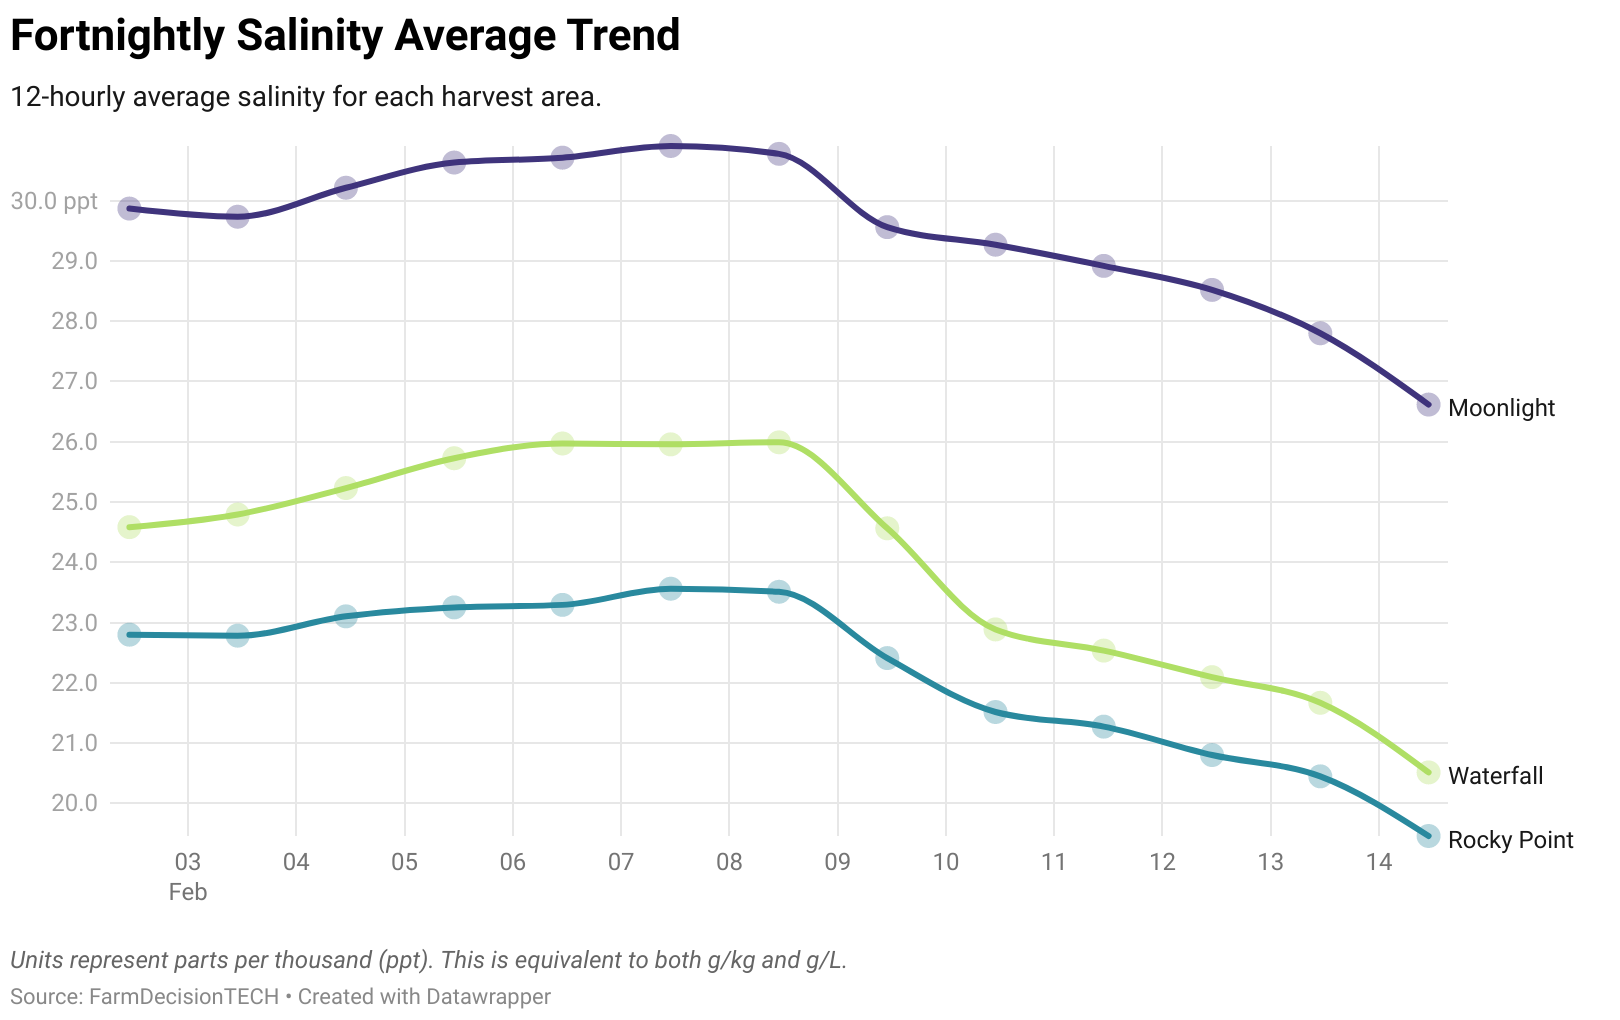 Fortnightly Salinity Average Trend
12-hourly average salinity for each harvest area.
30.0 ppt
29.0
28.0
27.0
26.0
25.0
24.0
23.0
22.0
21.0
20.0
Moonlight
Waterfall
Rocky Point
03 04 05 06 07 08 09 10 11 12 13 14
Feb
Units represent parts per thousand (ppt). This is equivalent to both g/kg and g/L.
Source: FarmDecisionTECH • Created with Datawrapper